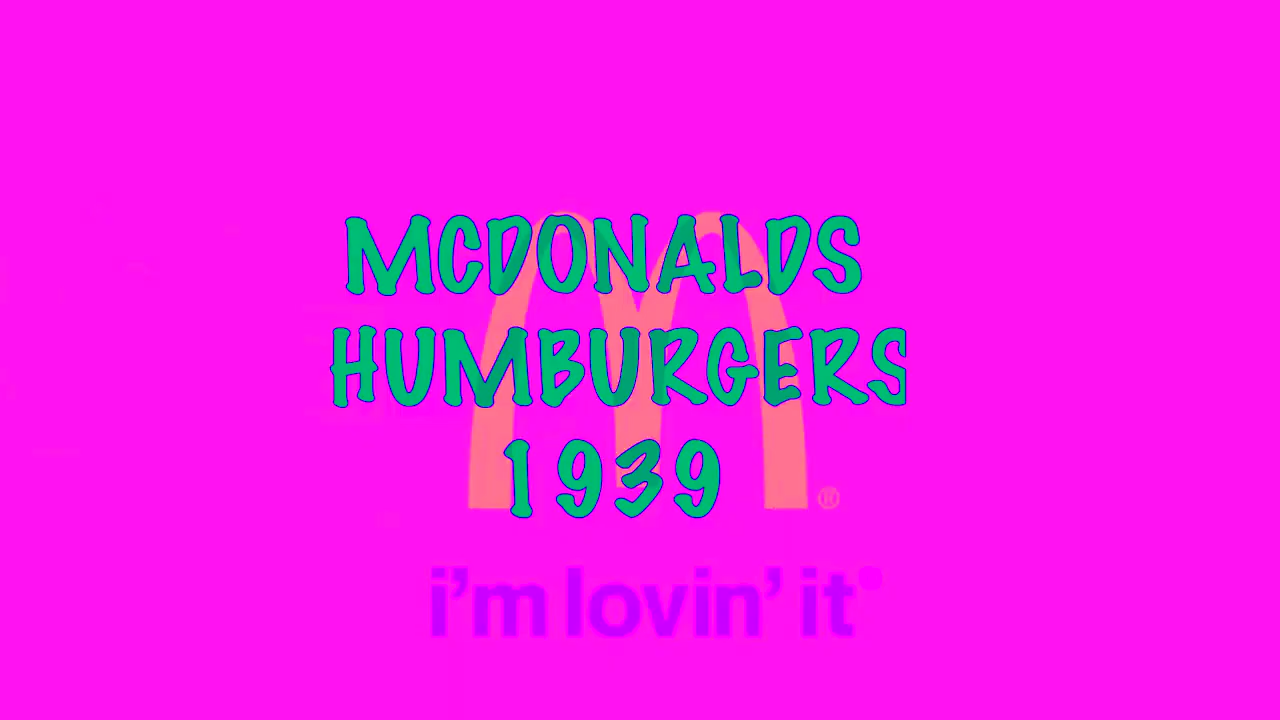 MCDONALDS
HUMBURGERS
1939
®
i’m lovin’ it